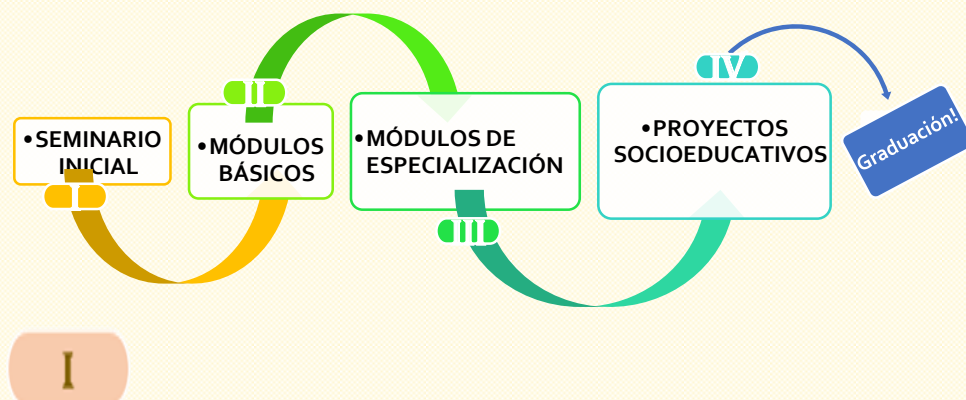 •SEMINARIO
INICIAL
I
II
•MÓDULOS
BÁSICOS
•MÓDULOS DE
ESPECIALIZACIÓN
III
IV
•PROYECTOS
SOCIOEDUCATIVOS
Graduación!
I